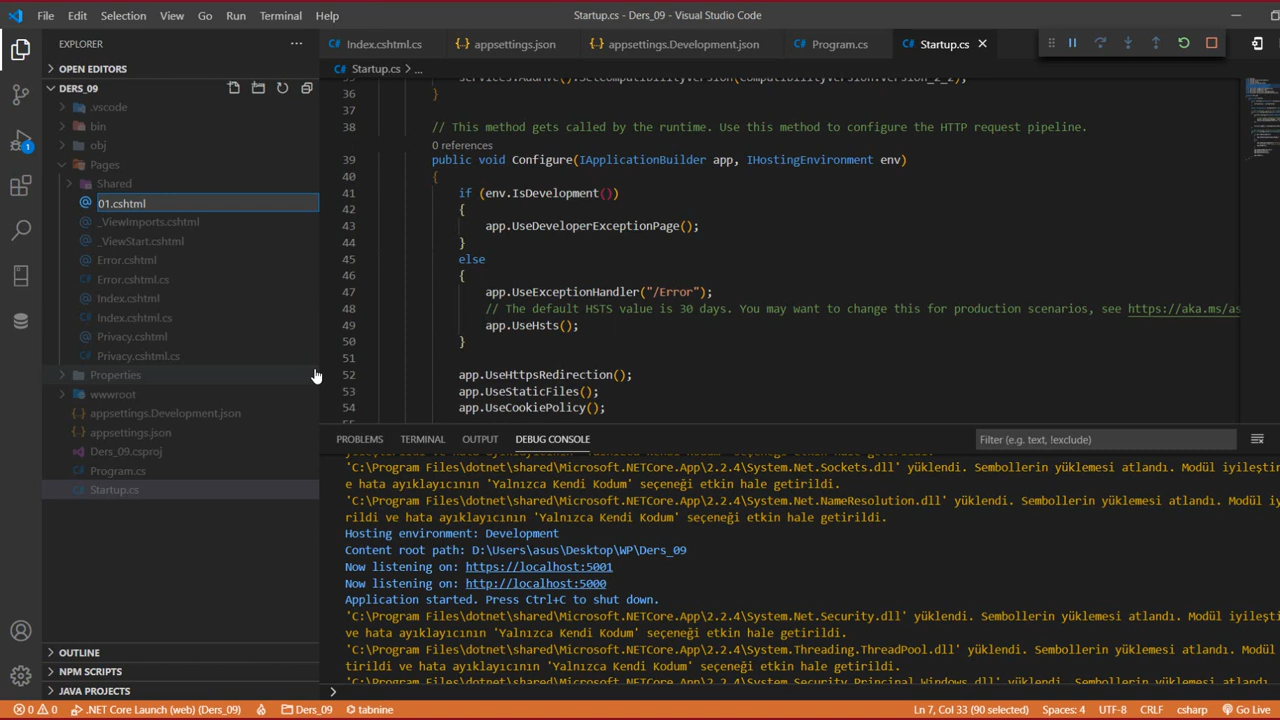 File Edit Selection View Go Run Terminal Help
Startup.cs - Ders_09 - Visual Studio Code
EXPLORER
OPEN EDITORS
DERS_09
.vscode
bin
obj
Pages
Shared
01.cshtml
_ViewImports.cshtml
_ViewStart.cshtml
Error.cshtml
Error.cshtml.cs
Index.cshtml
Index.cshtml.cs
Privacy.cshtml
Privacy.cshtml.cs
Properties
wwwroot
appsettings.Development.json
appsettings.json
Ders_09.csproj
Program.cs
Startup.cs
OUTLINE
NPM SCRIPTS
JAVA PROJECTS
1
Index.cshtml.cs
appsettings.json
appsettings.Development.json
Program.cs
Startup.cs
Startup.cs > ...
36 }
37
38 // This method gets called by the runtime. Use this method to configure the HTTP request pipeline.
0 references
39 public void Configure(IApplicationBuilder app, IHostingEnvironment env)
40 {
41 if (env.IsDevelopment())
42 {
43 app.UseDeveloperExceptionPage();
44 }
45 else
46 {
47 app.UseExceptionHandler("/Error");
48 // The default HSTS value is 30 days. You may want to change this for production scenarios, see https://aka.ms/as
49 app.UseHsts();
50 }
51
52 app.UseHttpsRedirection();
53 app.UseStaticFiles();
54 app.UseCookiePolicy();
PROBLEMS TERMINAL OUTPUT DEBUG CONSOLE
Filter (e.g. text, !exclude)
'C:\Program Files\dotnet\shared\Microsoft.NETCore.App\2.2.4\System.Net.Sockets.dll' yüklendi. Sembollerin yüklemesi atlandı. Modül iyileştir
e ayıklayıcının 'Yalnızca Kendi Kodum' seçeneği etkin hale getirildi.
'C:\Program Files\dotnet\shared\Microsoft.NETCore.App\2.2.4\System.Net.NameResolution.dll' yüklendi. Sembollerin yüklemesi atlandı. Modül iy
rildi ve hata ayıklayıcının 'Yalnızca Kendi Kodum' seçeneği etkin hale getirildi.
Hosting environment: Development
Content root path: D:\Users\asus\Desktop\WP\Ders_09
Now listening on: https://localhost:5001
Now listening on: http://localhost:5000
Application started. Press Ctrl+C to shut down.
'C:\Program Files\dotnet\shared\Microsoft.NETCore.App\2.2.4\System.Net.Security.dll' yüklendi. Sembollerin yüklemesi atlandı. Modül iyileşti
ve hata ayıklayıcının 'Yalnızca Kendi Kodum' seçeneği etkin hale getirildi.
'C:\Program Files\dotnet\shared\Microsoft.NETCore.App\2.2.4\System.Threading.ThreadPool.dll' yüklendi. Sembollerin yüklemesi atlandı. Modül
tirildi ve hata ayıklayıcının 'Yalnızca Kendi Kodum' seçeneği etkin hale getirildi.
0 0 .NET Core Launch (web) (Ders_09) Ders_09 tabnine
Ln 7, Col 33 (90 selected) Spaces: 4 UTF-8 CRLF csharp Go Live